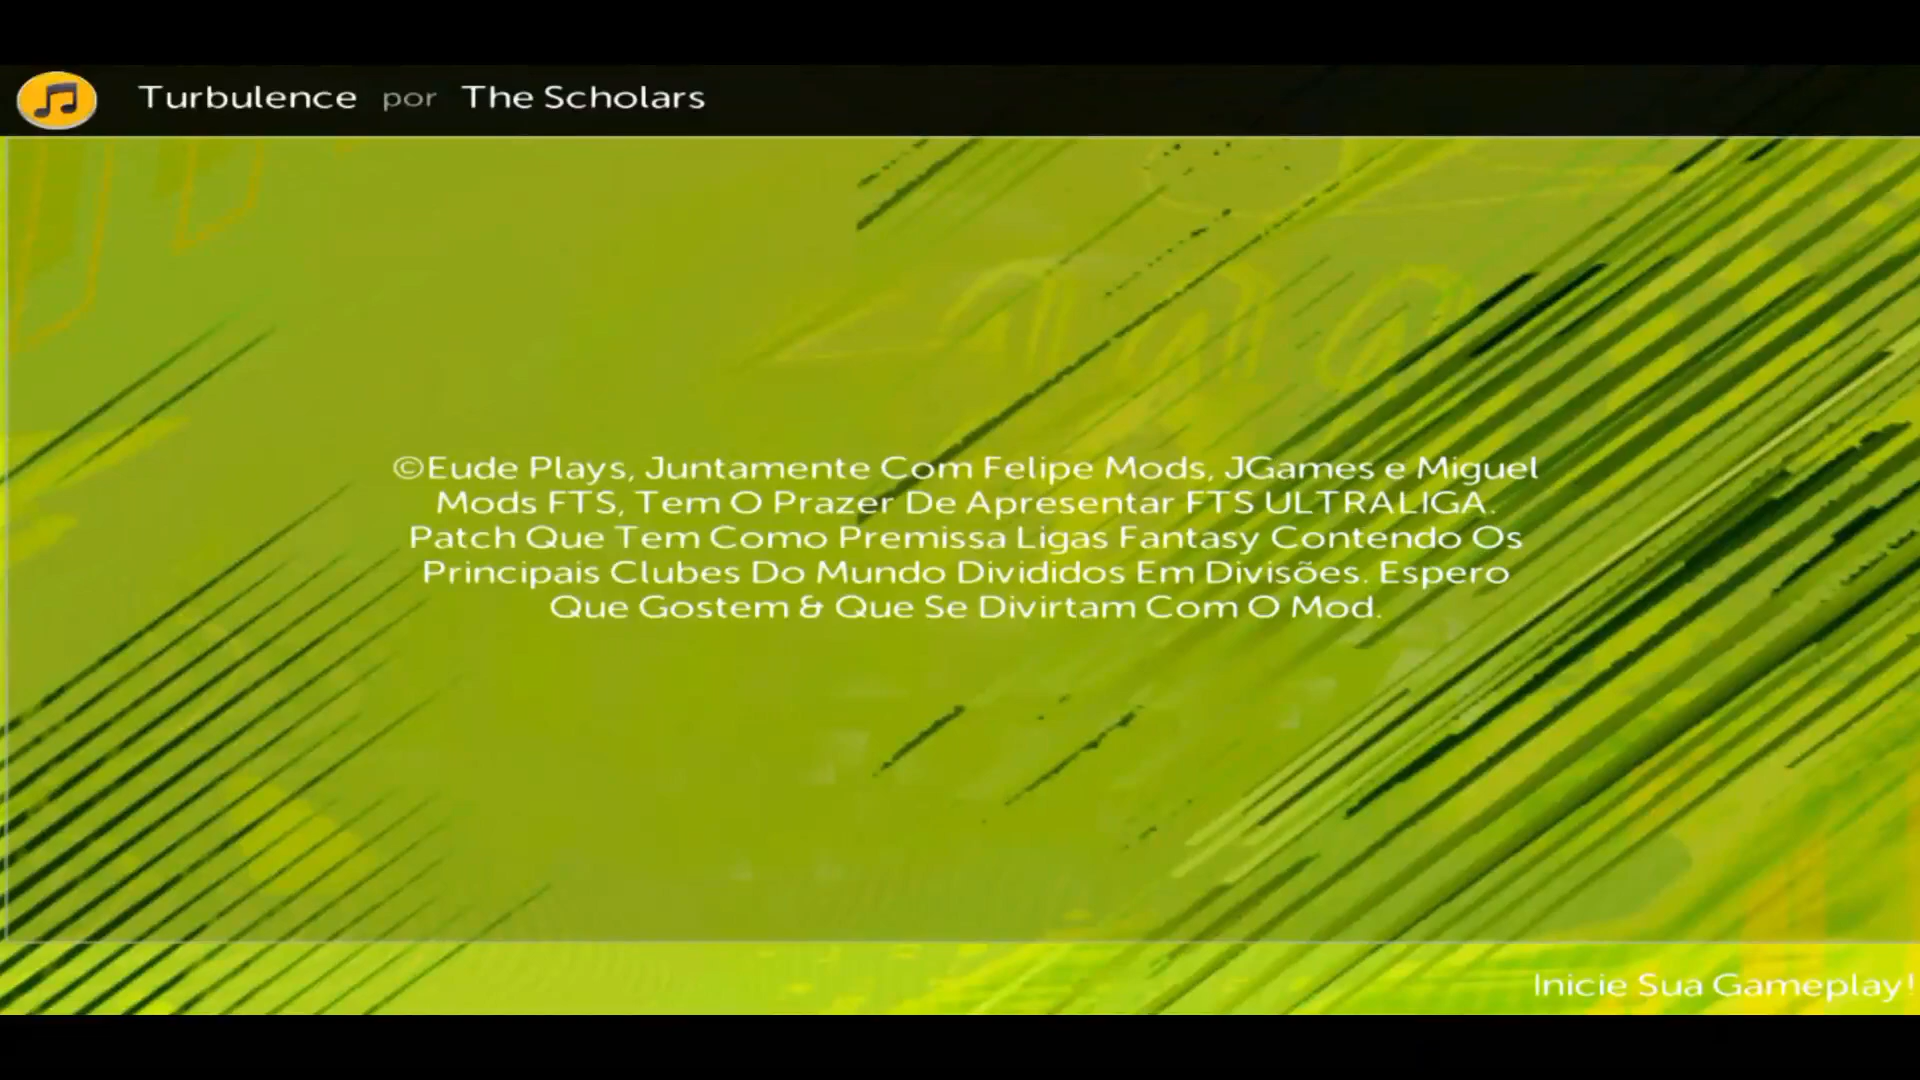 Turbulence por The Scholars
©Eude Plays, Juntamente Com Felipe Mods, JGames e Miguel
Mods FTS, Tem O Prazer De Apresentar FTS ULTRALIGA.
Patch Que Tem Como Premissa Ligas Fantasy Contendo Os
Principais Clubes Do Mundo Divididos Em Divisões. Espero
Que Gostem & Que Se Divirtam Com O Mod.
Inicie Sua Gameplay!